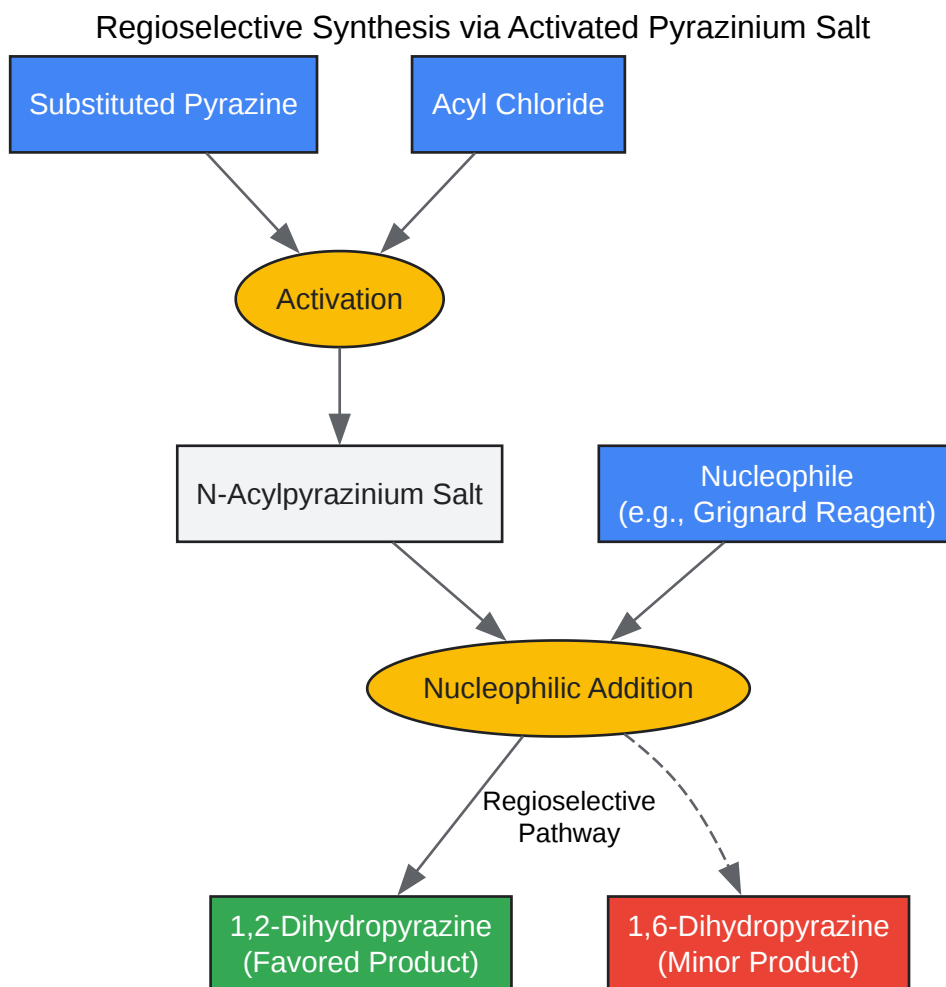 Regioselective Synthesis via Activated Pyrazinium Salt
Substituted Pyrazine
Acyl Chloride
Activation
N-Acylpyrazinium Salt
Nucleophile
(e.g., Grignard Reagent)
Nucleophilic Addition
Regioselective
Pathway
1,2-Dihydropyrazine
(Favored Product)
1,6-Dihydropyrazine
(Minor Product)